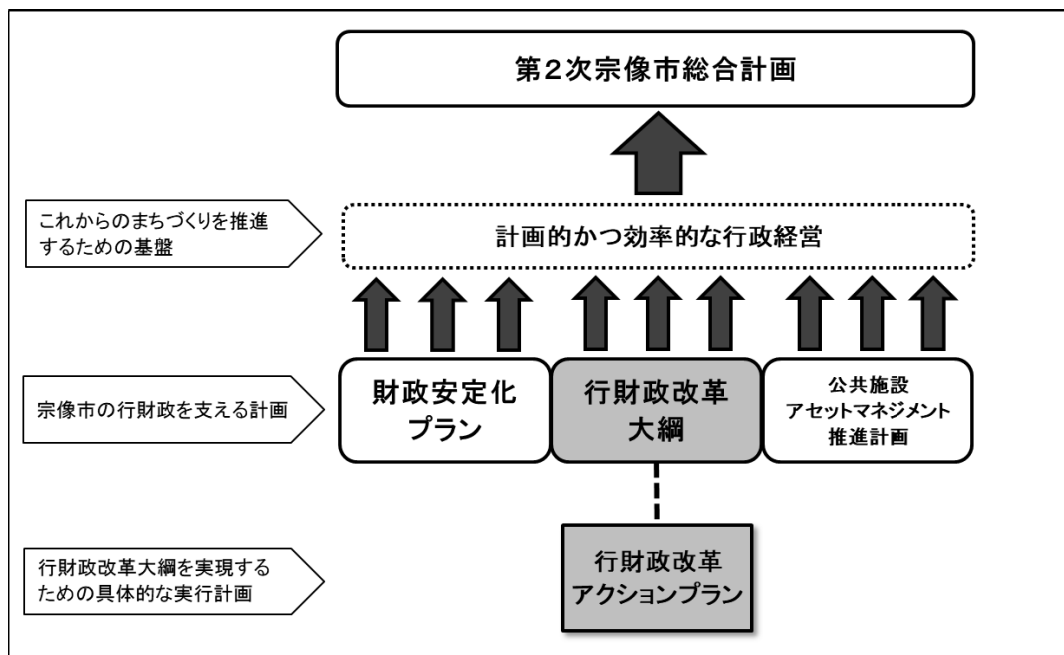 第2次宗像市総合計画
これからのまちづくりを推進
するための基盤
計画的かつ効率的な行政経営
宗像市の行財政を支える計画
財政安定化
プラン
行財政改革
大綱
公共施設
アセットマネジメント
推進計画
行財政改革大綱を実現する
ための具体的な実行計画
行財政改革
アクションプラン